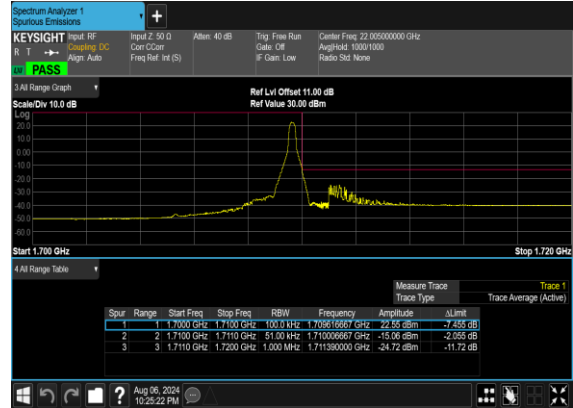 Spectrum Analyzer 1
Spurious Emissions
KEYSIGHT Input: RF Input Z: 50 Ω Atten: 40 dB Trig: Free Run Center Freq: 22.005000000 GHz
R T Coupling: DC Corr CCorr Gate: Off Avg|Hold: 1000/1000
Align: Auto Freq Ref: Int (S) IF Gain: Low Radio Std: None
PASS
3 All Range Graph
Ref Lvl Offset 11.00 dB
Scale/Div 10.0 dB Ref Value 30.00 dBm
Log
20.0
10.0
0.00
-10.0
-20.0
-30.0
-40.0
-50.0
-60.0
Start 1.700 GHz Stop 1.720 GHz
4 All Range Table
Measure Trace Trace 1
Trace Type Trace Average (Active)
Spur Range Start Freq Stop Freq RBW Frequency Amplitude ΔLimit
1 1 1.7000 GHz 1.7100 GHz 100.0 kHz 1.709616667 GHz 22.55 dBm -7.455 dB
2 2 1.7100 GHz 1.7110 GHz 51.00 kHz 1.710006667 GHz -15.06 dBm -2.055 dB
3 3 1.7110 GHz 1.7200 GHz 1.000 MHz 1.711390000 GHz -24.72 dBm -11.72 dB
? Aug 06, 2024
10:25:22 PM